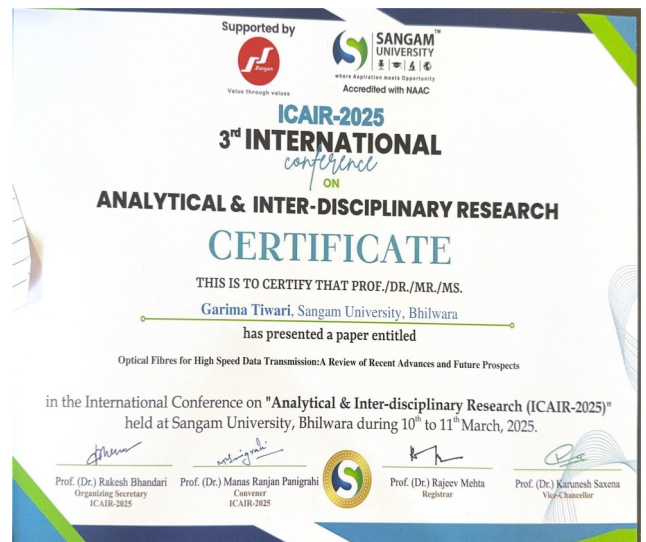 Supported by
Sangam
Value through values
SANGAM
UNIVERSITY
TM
where Aspiration meets Opportunity
Accredited with NAAC
ICAIR-2025
3rd INTERNATIONAL
conference
ON
ANALYTICAL & INTER-DISCIPLINARY RESEARCH
CERTIFICATE
THIS IS TO CERTIFY THAT PROF./DR./MR./MS.
Garima Tiwari, Sangam University, Bhilwara
has presented a paper entitled
Optical Fibres for High Speed Data Transmission:A Review of Recent Advances and Future Prospects
in the International Conference on "Analytical & Inter-disciplinary Research (ICAIR-2025)"
held at Sangam University, Bhilwara during 10th to 11th March, 2025.
Prof. (Dr.) Rakesh Bhandari
Organizing Secretary
ICAIR-2025
Prof. (Dr.) Manas Ranjan Panigrahi
Convener
ICAIR-2025
Prof. (Dr.) Rajeev Mehta
Registrar
Prof. (Dr.) Karunesh Saxena
Vice-Chancellor